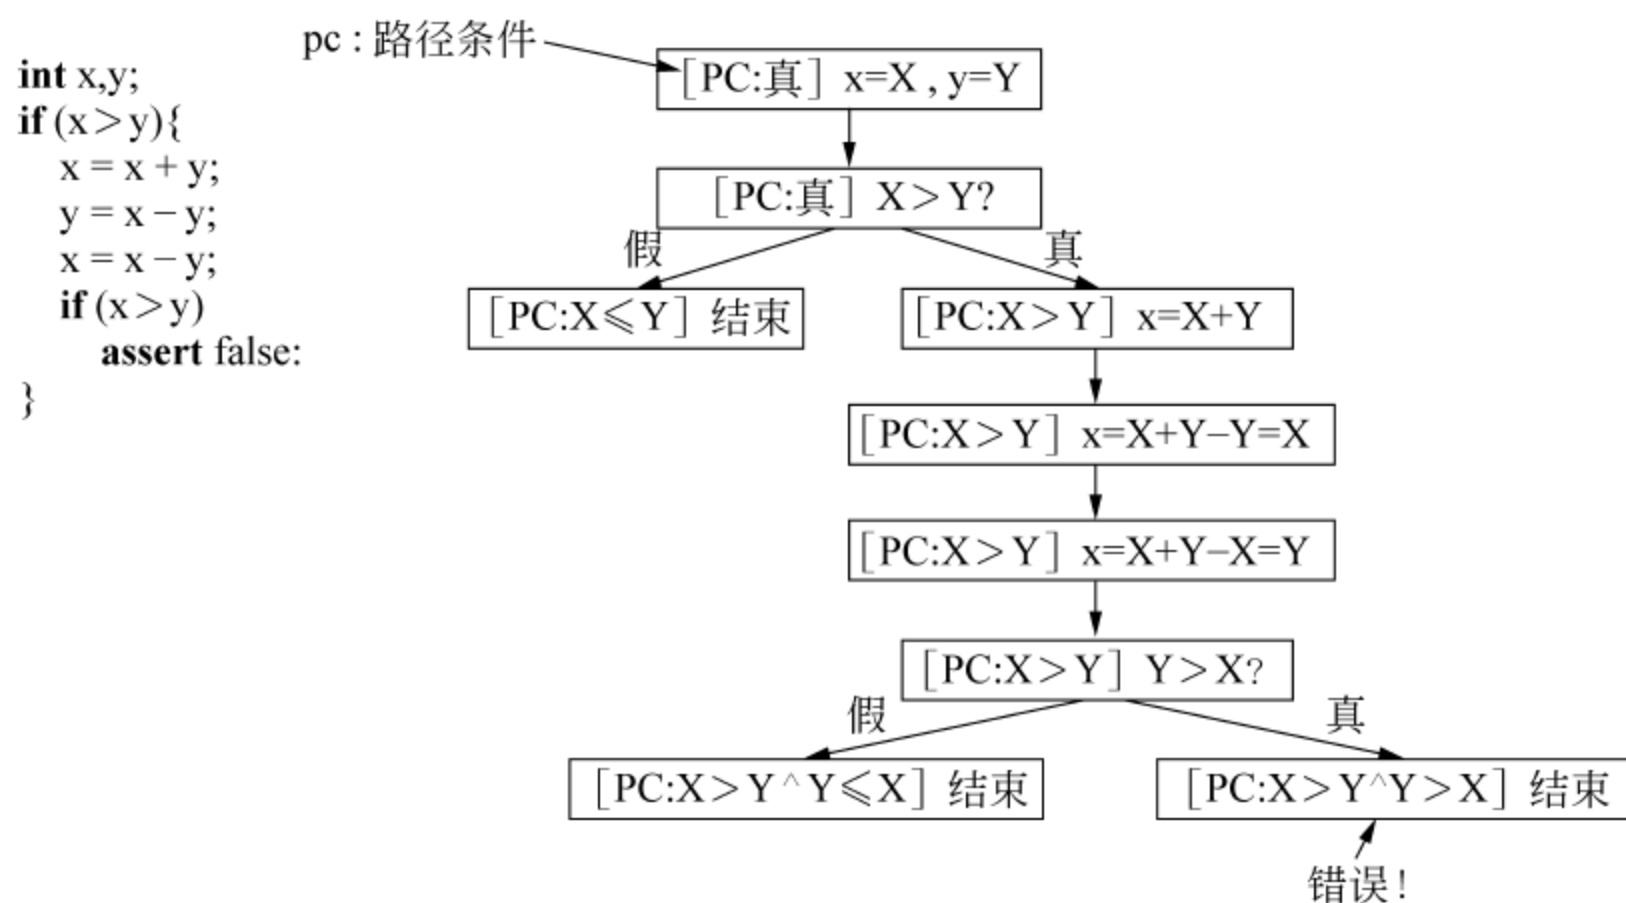 pc : 路径条件
int x,y;
if (x>y){
x = x + y;
y = x − y;
x = x − y;
if (x>y)
assert false:
}
[PC:真] x=X , y=Y
[PC:真] X>Y?
假
真
[PC:X≤Y] 结束
[PC:X>Y] x=X+Y
[PC:X>Y] x=X+Y−Y=X
[PC:X>Y] x=X+Y−X=Y
[PC:X>Y] Y>X?
假
真
[PC:X>Y^Y≤X] 结束
[PC:X>Y^Y>X] 结束
错误!